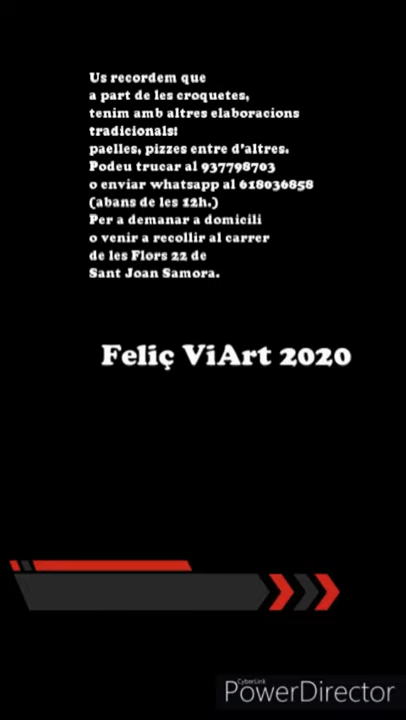 Us recordem que
a part de les croquetes,
tenim amb altres elaboracions
tradicionals!
paelles, pizzes entre d'altres.
Podeu trucar al 937798703
o enviar whatsapp al 618036858
(abans de les 12h.)
Per a demanar a domicili
o venir a recollir al carrer
de les Flors 22 de
Sant Joan Samora.
Feliç ViArt 2020
CyberLink
PowerDirector